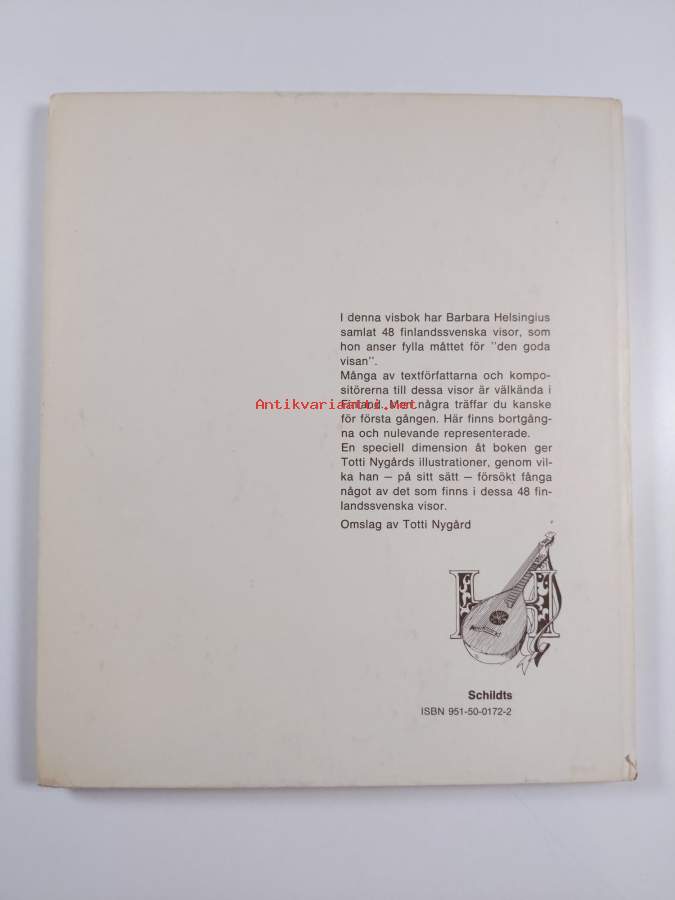 I denna visbok har Barbara Helsingius
samlat 48 finlandssvenska visor, som
hon anser fylla måttet för "den goda
visan".
Många av textförfattarna och kompo-
sitörerna till dessa visor är välkända i
Finland. Men några träffar du kanske
Antikvariaatti.net
för första gången. Här finns bortgång-
na och nulevande representerade.
En speciell dimension åt boken ger
Totti Nygårds illustrationer, genom vil-
ka han – på sitt sätt – försökt fånga
något av det som finns i dessa 48 fin-
landssvenska visor.
Omslag av Totti Nygård
Schildts
ISBN 951-50-0172-2